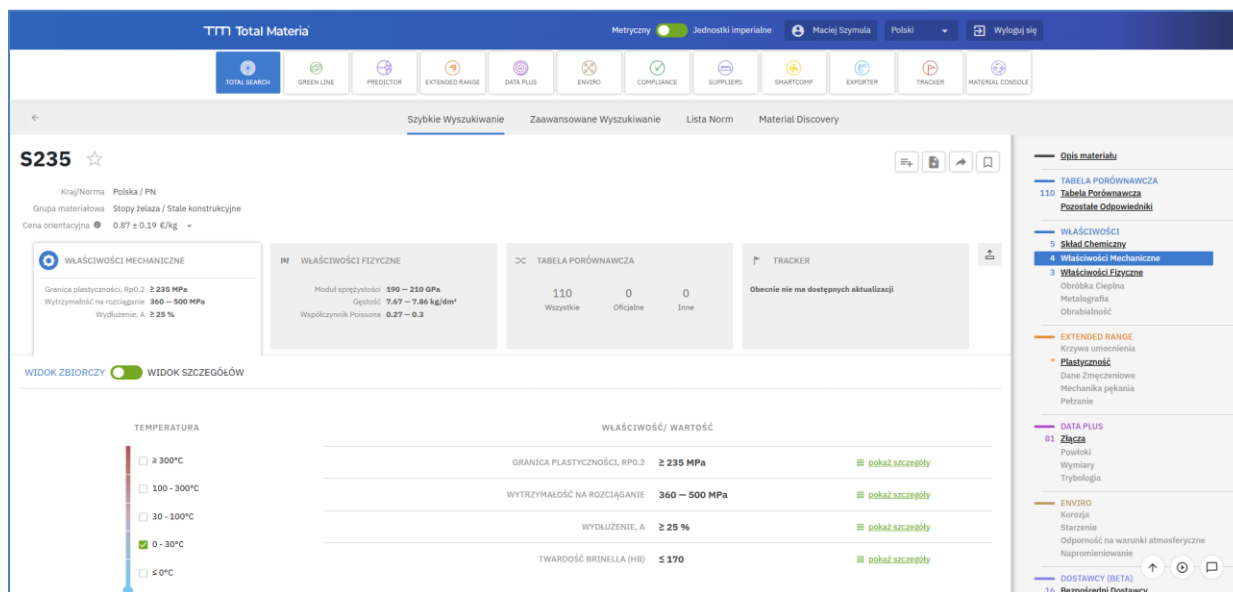 Total Materia
Metryczny Jednostki imperialne Maciej Szymula Polski Wyloguj się
TOTAL SEARCH GREEN LINE PREDICTOR EXTENDED RANGE DATA PLUS ENVIRO COMPLIANCE SUPPLIERS SMARTCOMP EXPORTER TRACKER MATERIAL CONSOLE
Szybkie Wyszukiwanie Zaawansowane Wyszukiwanie Lista Norm Material Discovery
S235
Kraj/Norma Polska / PN
Grupa materiałowa Stopy żelaza / Stale konstrukcyjne
Cena orientacyjna 0.87 ± 0.19 €/kg
WŁAŚCIWOŚCI MECHANICZNE
Granica plastyczności, Rp0.2 ≥ 235 MPa
Wytrzymałość na rozciąganie 360 — 500 MPa
Wydłużenie, A ≥ 25 %
WŁAŚCIWOŚCI FIZYCZNE
Moduł sprężystości 190 — 210 GPa
Gęstość 7.67 — 7.86 kg/dm³
Współczynnik Poissona 0.27 — 0.3
TABELA PORÓWNAWCZA
110 0 0
Wszystkie Oficjalne Inne
TRACKER
Obecnie nie ma dostępnych aktualizacji
WIDOK ZBIORCZY WIDOK SZCZEGÓŁÓW
TEMPERATURA
≥ 300°C
100 - 300°C
30 - 100°C
0 - 30°C
≤ 0°C
WŁAŚCIWOŚĆ/ WARTOŚĆ
GRANICA PLASTYCZNOŚCI, RP0.2 ≥ 235 MPa pokaż szczegóły
WYTRZYMAŁOŚĆ NA ROZCIĄGANIE 360 — 500 MPa pokaż szczegóły
WYDŁUŻENIE, A ≥ 25 % pokaż szczegóły
TWARDOŚĆ BRINELLA (HB) ≤ 170 pokaż szczegóły
Opis materiału
TABELA PORÓWNAWCZA
110 Tabela Porównawcza
Pozostałe Odpowiedniki
WŁAŚCIWOŚCI
5 Skład Chemiczny
4 Właściwości Mechaniczne
3 Właściwości Fizyczne
Obróbka Cieplna
Metalografia
Obrabialność
EXTENDED RANGE
Krzywa umocnienia
* Plastyczność
Dane Zmęczeniowe
Mechanika pękania
Pełzanie
DATA PLUS
81 Złącza
Powłoki
Wymiary
Trybologia
ENVIRO
Korozja
Starzenie
Odporność na warunki atmosferyczne
Napromieniowanie
DOSTAWCY (BETA)
16 Bezpośredni Dostawcy